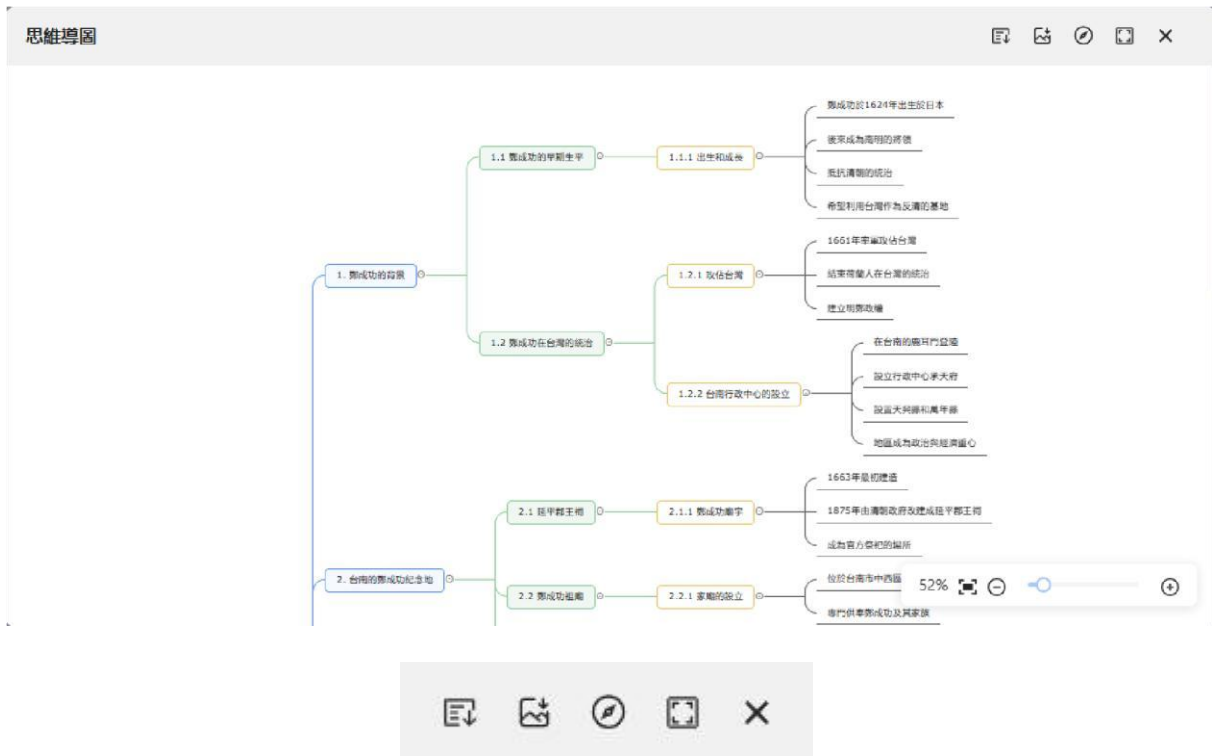 思維導圖
鄭成功於1624年出生於日本
後來成為南明的將領
1.1 鄭成功的早期生平
1.1.1 出生和成長
抵抗清朝的統治
希望利用台灣作為反清的基地
1661年率軍攻佔台灣
1. 鄭成功的背景
1.2.1 攻佔台灣
結束荷蘭人在台灣的統治
建立明鄭政權
1.2 鄭成功在台灣的統治
在台南的鹿耳門登陸
設立行政中心承天府
1.2.2 台南行政中心的設立
設置天興縣和萬年縣
地區成為政治與經濟重心
1663年最初建造
2.1 延平郡王祠
2.1.1 鄭成功廟宇
1875年由清朝政府改建成延平郡王祠
成為官方祭祀的場所
2. 台南的鄭成功紀念地
位於台南市中西區
52%
2.2 鄭成功祖廟
2.2.1 家廟的設立
專門供奉鄭成功及其家族